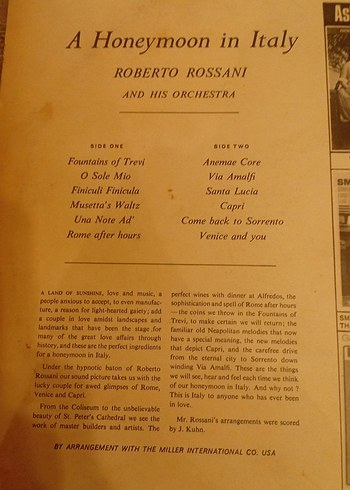 A Honeymoon in Italy
ROBERTO ROSSANI
AND HIS ORCHESTRA
SIDE ONE
Fountains of Trevi
O Sole Mio
Finiculi Finicula
Musetta's Waltz
Una Note Ad'
Rome after hours
SIDE TWO
Anemae Core
Via Amalfi
Santa Lucia
Capri
Come back to Sorrento
Venice and you
A LAND OF SUNSHINE, love and music, a
people anxious to accept, to even manufac-
ture, a reason for light-hearted gaiety; add
a couple in love amidst landscapes and
landmarks that have been the stage for
many of the great love affairs through
history, and these are the perfect ingredients
for a honeymoon in Italy.
Under the hypnotic baton of Roberto
Rossani our sound picture takes us with the
lucky couple for awed glimpses of Rome,
Venice and Capri.
From the Coliseum to the unbelievable
beauty of St. Peter's Cathedral we see the
work of master builders and artists. The
perfect wines with dinner at Alfredos, the
sophistication and spell of Rome after hours
— the coins we throw in the Fountains of
Trevi, to make certain we will return; the
familiar old Neapolitan melodies that now
have a special meaning, the new melodies
that depict Capri, and the carefree drive
from the eternal city to Sorrento down
winding Via Amalfi. These are the things
we will see, hear and feel each time we think
of our honeymoon in Italy. And why not ?
This is Italy to anyone who has ever been
in love.
Mr. Rossani's arrangements were scored
by J. Kuhn.
BY ARRANGEMENT WITH THE MILLER INTERNATIONAL CO. USA
As
SM
SM
TH